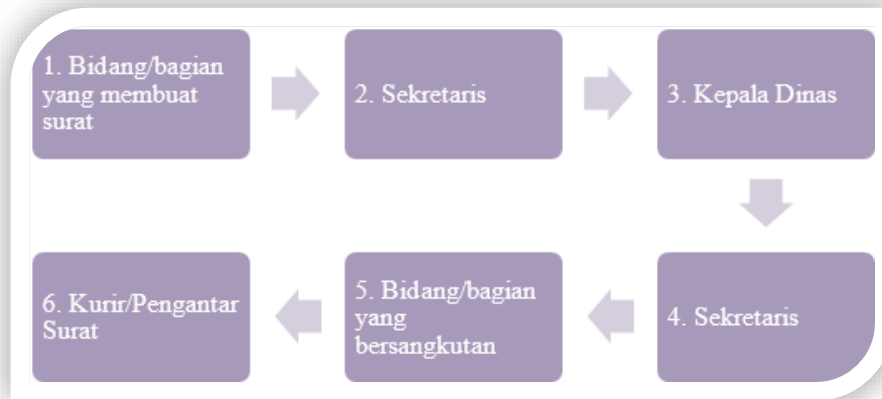 1. Bidang/bagian
yang membuat
surat
2. Sekretaris
3. Kepala Dinas
4. Sekretaris
5. Bidang/bagian
yang
bersangkutan
6. Kurir/Pengantar
Surat